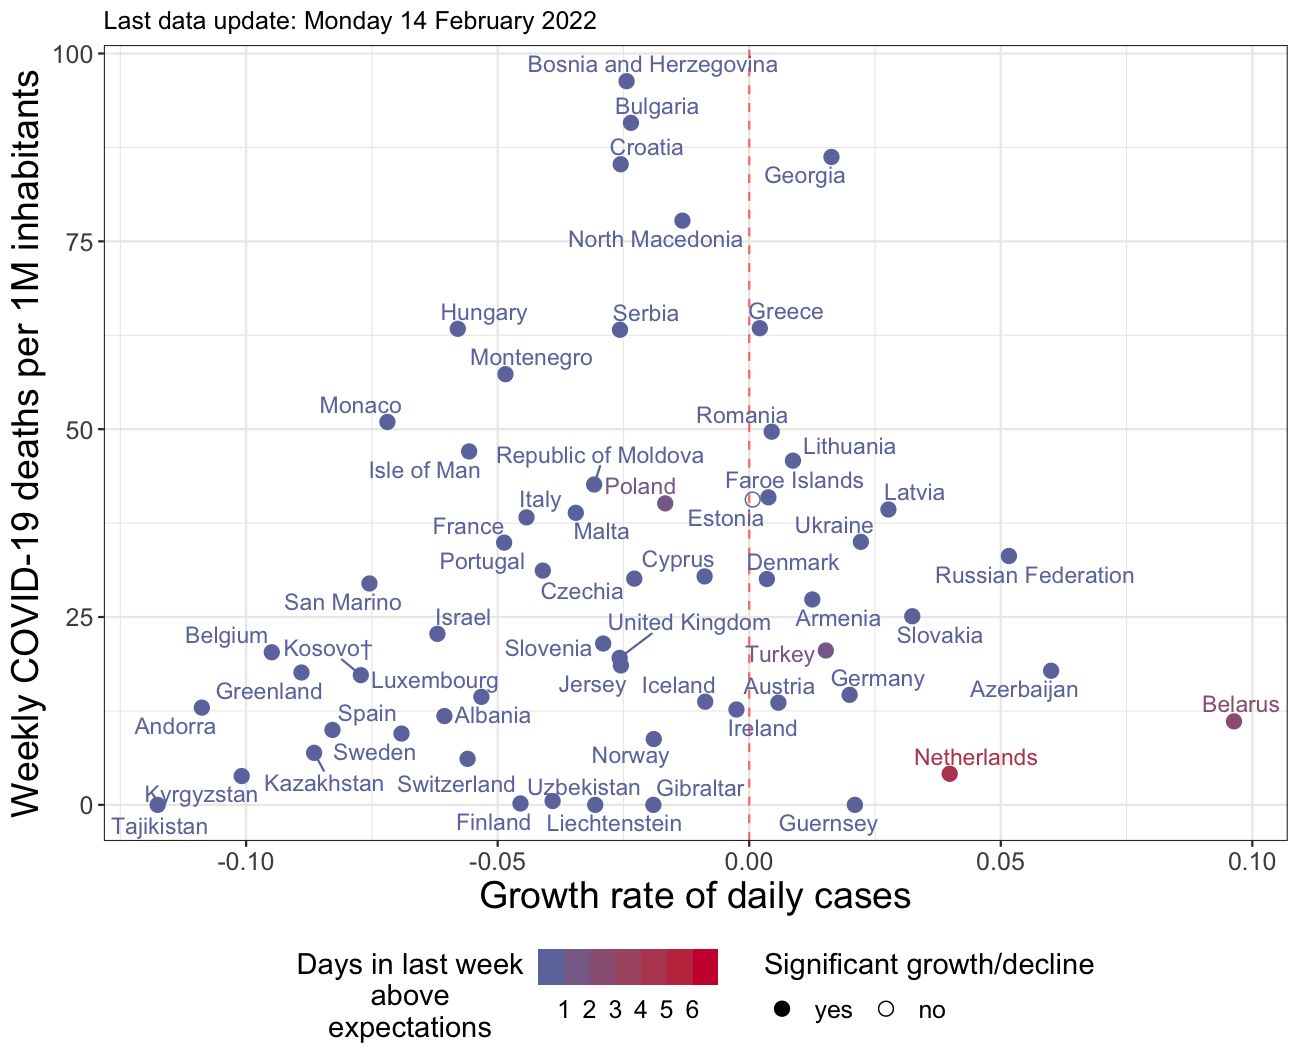 Last data update: Monday 14 February 2022
Weekly COVID-19 deaths per 1M inhabitants
100
75
50
25
0
Bosnia and Herzegovina
Bulgaria
Croatia
Georgia
North Macedonia
Hungary
Serbia
Greece
Montenegro
Monaco
Romania
Lithuania
Republic of Moldova
Isle of Man
Faroe Islands
Poland
Latvia
Italy
Estonia
France
Malta
Ukraine
Portugal
Cyprus
Denmark
Russian Federation
Czechia
San Marino
Israel
Armenia
United Kingdom
Belgium
Slovakia
Kosovo†
Slovenia
Turkey
Luxembourg
Jersey
Iceland
Austria
Germany
Greenland
Azerbaijan
Belarus
Andorra
Spain
Albania
Ireland
Sweden
Norway
Netherlands
Kazakhstan
Switzerland
Uzbekistan
Gibraltar
Kyrgyzstan
Tajikistan
Finland
Liechtenstein
Guernsey
-0.10
-0.05
0.00
0.05
0.10
Growth rate of daily cases
Days in last week
above
expectations
1 2 3 4 5 6
Significant growth/decline
yes
no